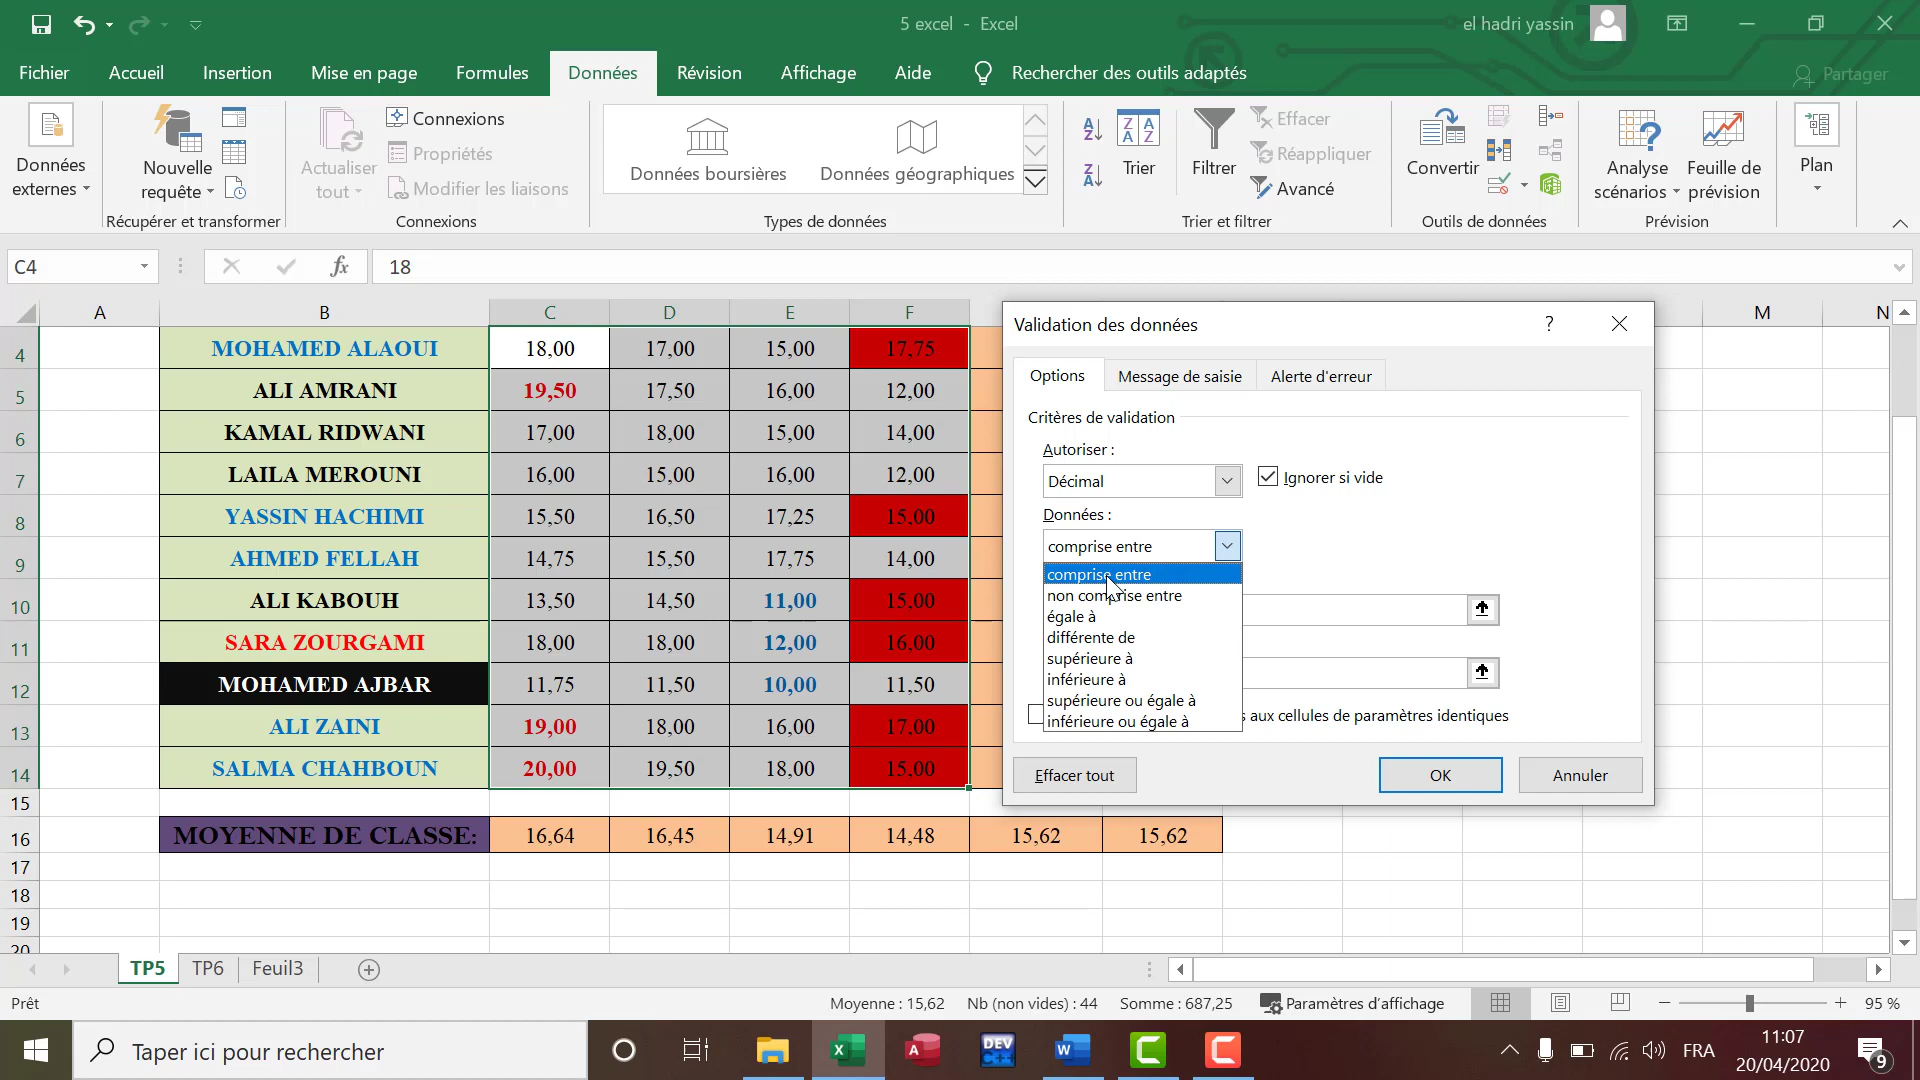 5 excel - Excel
el hadri yassin
Fichier Accueil Insertion Mise en page Formules Données Révision Affichage Aide Rechercher des outils adaptés Partager
Données externes
Nouvelle requête
Récupérer et transformer
Actualiser tout
Connexions
Propriétés
Modifier les liaisons
Connexions
Données boursières
Données géographiques
Types de données
Trier
Filtrer
Effacer
Réappliquer
Avancé
Trier et filtrer
Convertir
Outils de données
Analyse scénarios
Feuille de prévision
Prévision
Plan
C4 fx 18
A B C D E F M N
4 MOHAMED ALAOUI 18,00 17,00 15,00 17,75
5 ALI AMRANI 19,50 17,50 16,00 12,00
6 KAMAL RIDWANI 17,00 18,00 15,00 14,00
7 LAILA MEROUNI 16,00 15,00 16,00 12,00
8 YASSIN HACHIMI 15,50 16,50 17,25 15,00
9 AHMED FELLAH 14,75 15,50 17,75 14,00
10 ALI KABOUH 13,50 14,50 11,00 15,00
11 SARA ZOURGAMI 18,00 18,00 12,00 16,00
12 MOHAMED AJBAR 11,75 11,50 10,00 11,50
13 ALI ZAINI 19,00 18,00 16,00 17,00
14 SALMA CHAHBOUN 20,00 19,50 18,00 15,00
15
16 MOYENNE DE CLASSE: 16,64 16,45 14,91 14,48 15,62 15,62
17
18
19
20
Validation des données ?
Options Message de saisie Alerte d'erreur
Critères de validation
Autoriser :
Décimal Ignorer si vide
Données :
comprise entre
comprise entre
non comprise entre
égale à
différente de
supérieure à
inférieure à
supérieure ou égale à
inférieure ou égale à
s aux cellules de paramètres identiques
Effacer tout OK Annuler
TP5 TP6 Feuil3
Prêt Moyenne : 15,62 Nb (non vides) : 44 Somme : 687,25 Paramètres d'affichage 95 %
Taper ici pour rechercher
DEV C++
FRA
11:07
20/04/2020
9